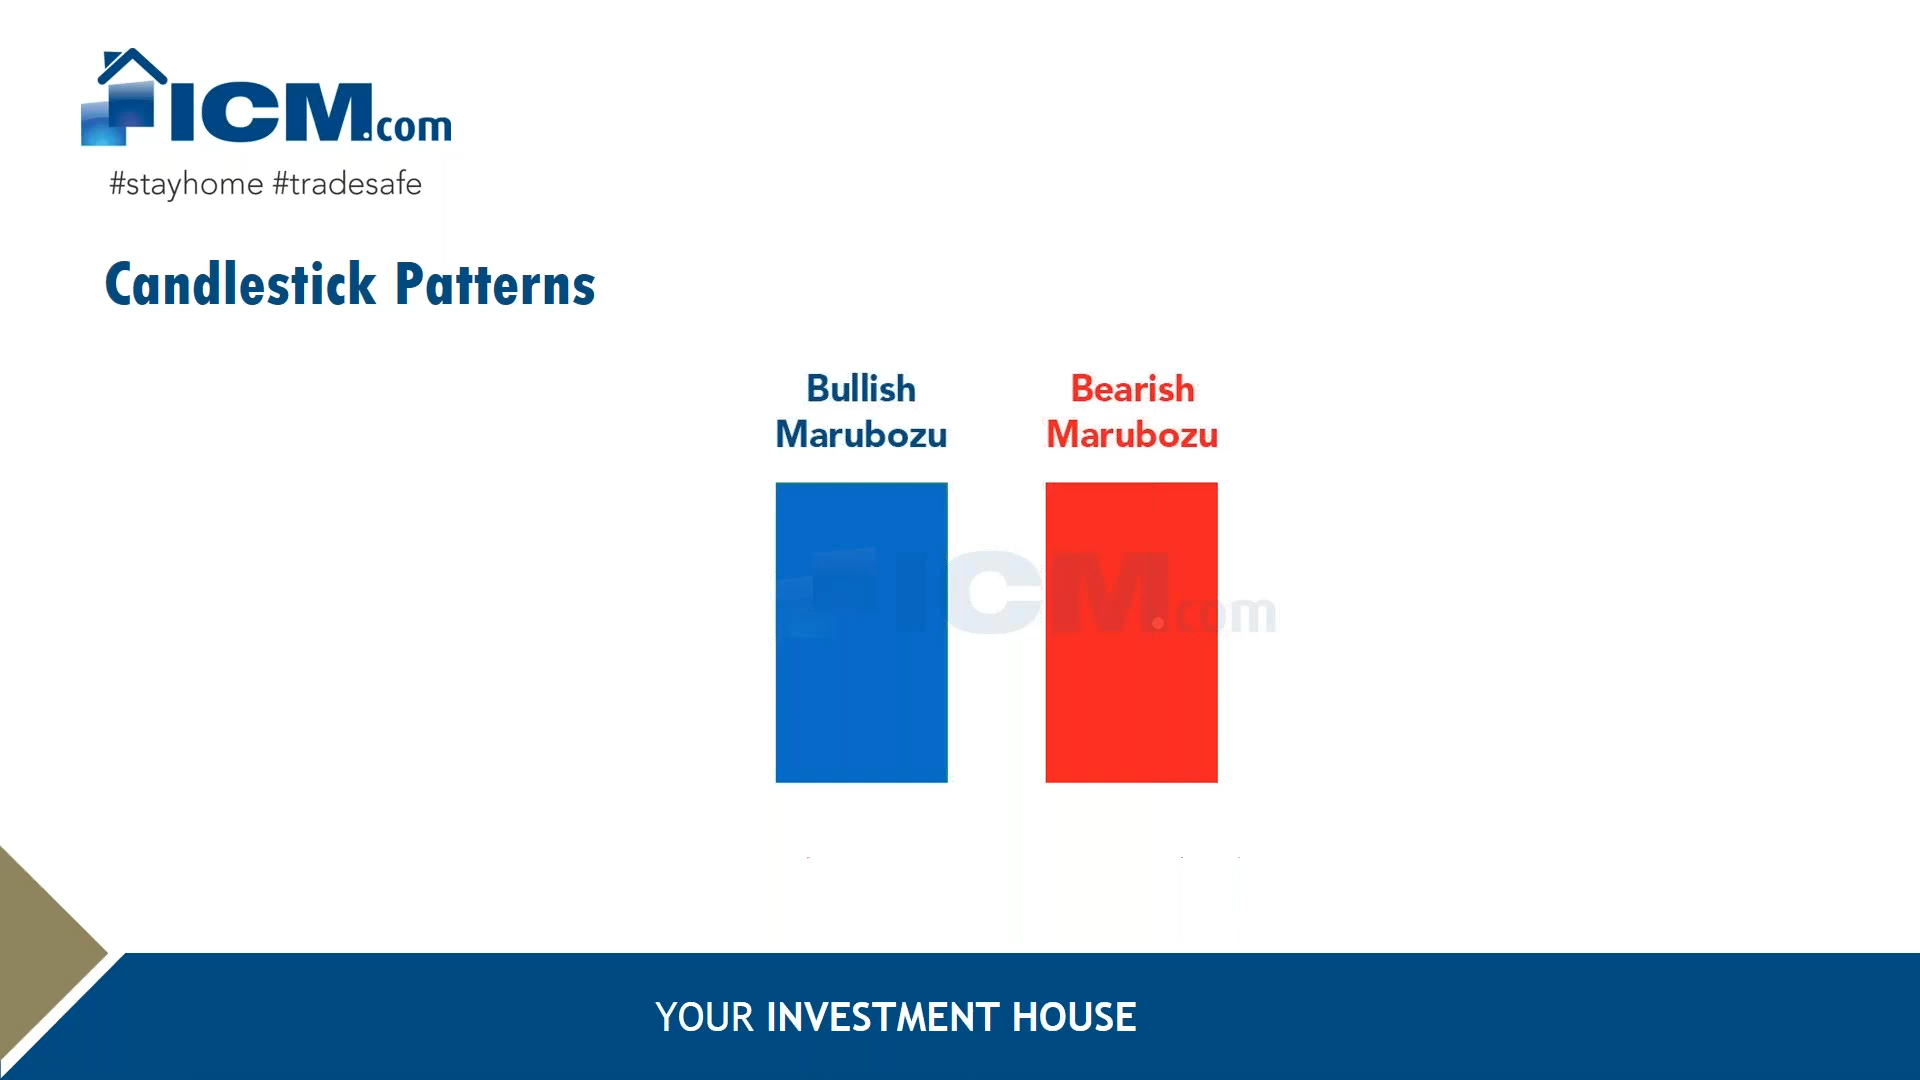 ICM.com
#stayhome #tradesafe
Candlestick Patterns
Bullish
Marubozu
Bearish
Marubozu
ICM.com
YOUR INVESTMENT HOUSE